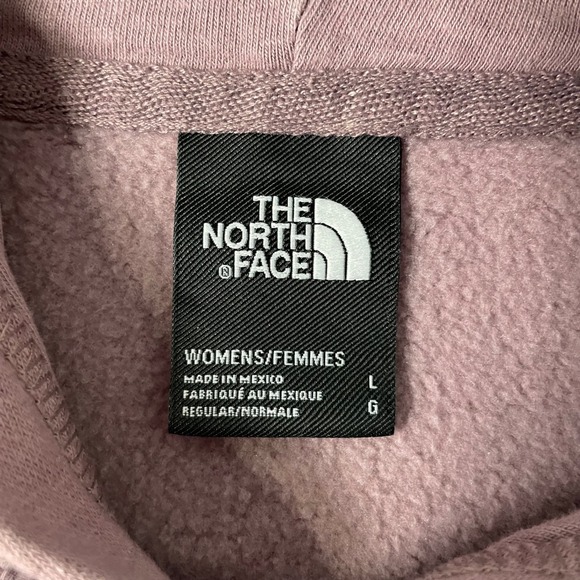 THE
NORTH
FACE
WOMENS/FEMMES
MADE IN MEXICO L
FABRIQUÉ AU MEXIQUE
REGULAR/NORMALE G